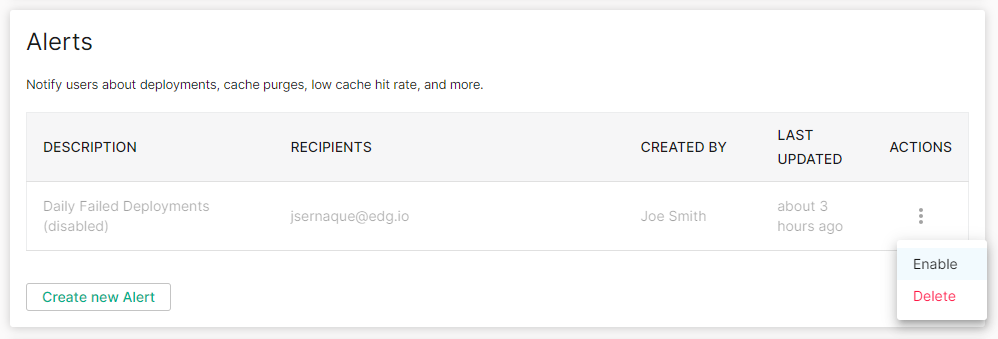 Alerts
Notify users about deployments, cache purges, low cache hit rate, and more.
DESCRIPTION RECIPIENTS CREATED BY LAST UPDATED ACTIONS
Daily Failed Deployments (disabled) jsernaque@edg.io Joe Smith about 3 hours ago
Enable
Delete
Create new Alert